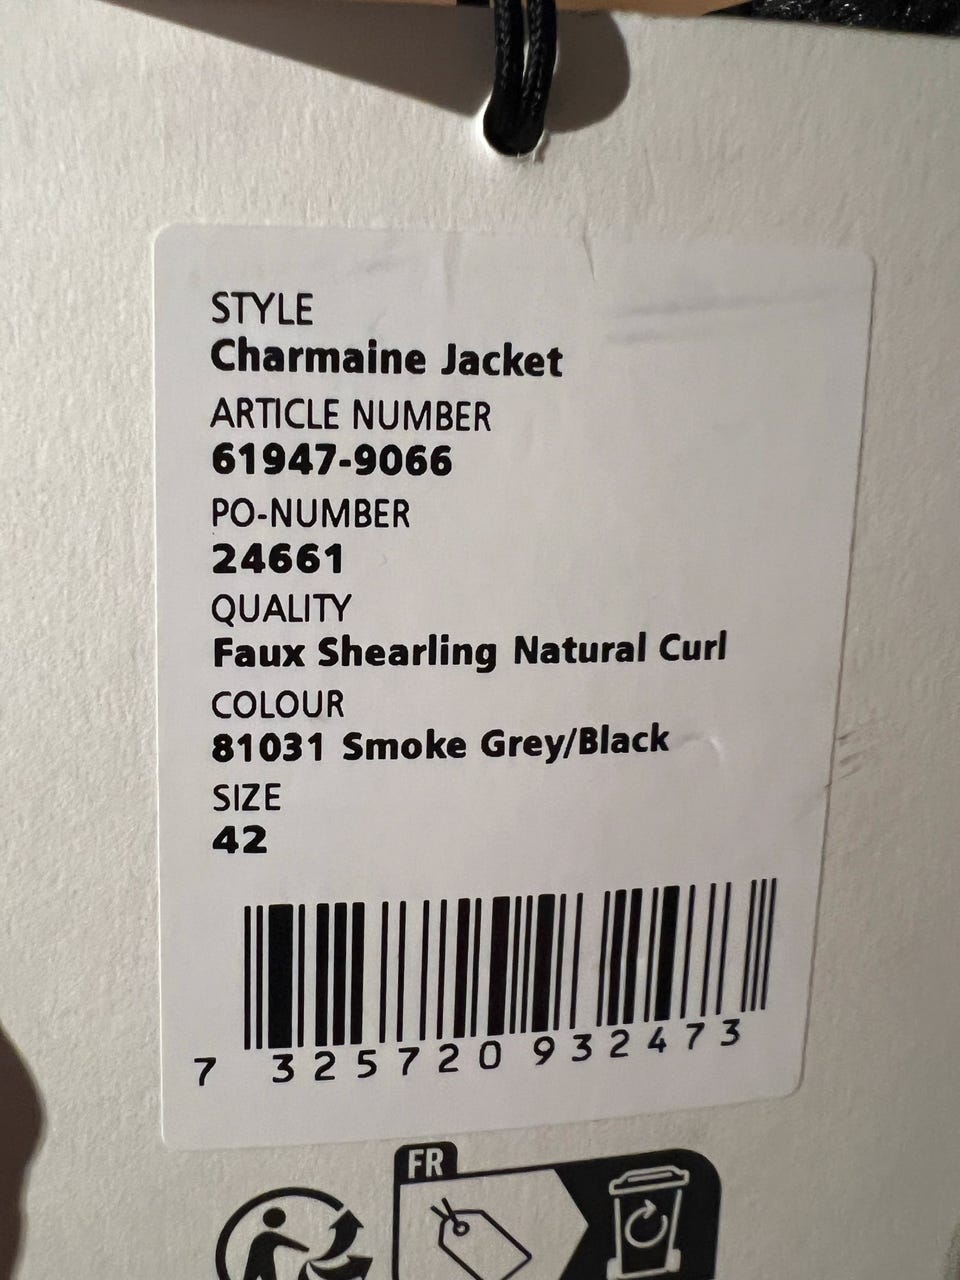 STYLE
Charmaine Jacket
ARTICLE NUMBER
61947-9066
PO-NUMBER
24661
QUALITY
Faux Shearling Natural Curl
COLOUR
81031 Smoke Grey/Black
SIZE
42
7 325720 932473
FR